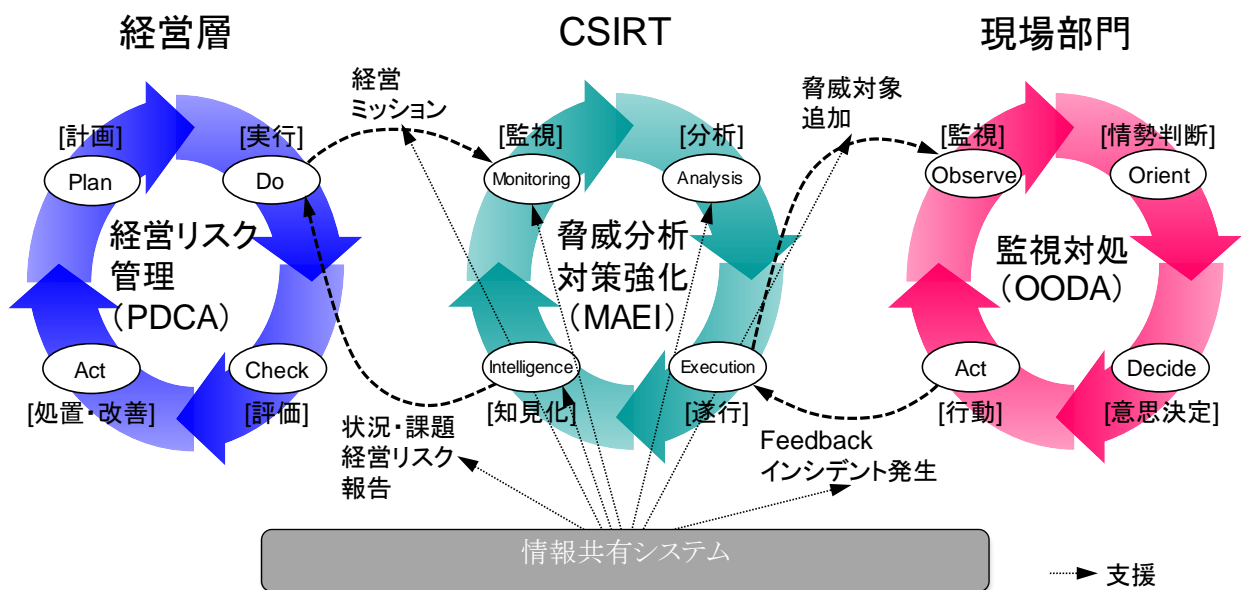 経営層
CSIRT
現場部門
経営
ミッション
脅威対象
追加
[計画]
[実行]
[監視]
[分析]
[監視]
[情勢判断]
Plan
Do
Monitoring
Analysis
Observe
Orient
経営リスク
管理
(PDCA)
脅威分析
対策強化
(MAEI)
監視対処
(OODA)
Act
Check
Intelligence
Execution
Act
Decide
[処置・改善]
[評価]
[知見化]
[遂行]
[行動]
[意思決定]
状況・課題
経営リスク
報告
Feedback
インシデント発生
情報共有システム
支援